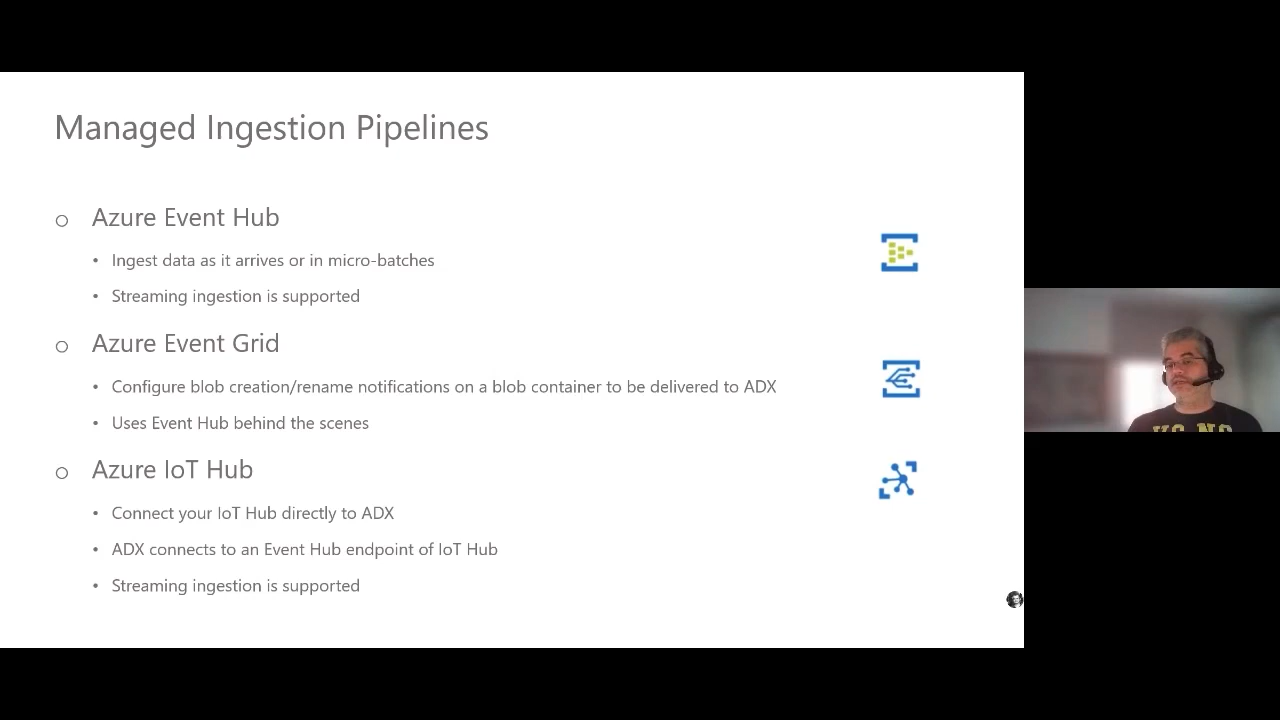 Managed Ingestion Pipelines
o Azure Event Hub
• Ingest data as it arrives or in micro-batches
• Streaming ingestion is supported
o Azure Event Grid
• Configure blob creation/rename notifications on a blob container to be delivered to ADX
• Uses Event Hub behind the scenes
o Azure IoT Hub
• Connect your IoT Hub directly to ADX
• ADX connects to an Event Hub endpoint of IoT Hub
• Streaming ingestion is supported